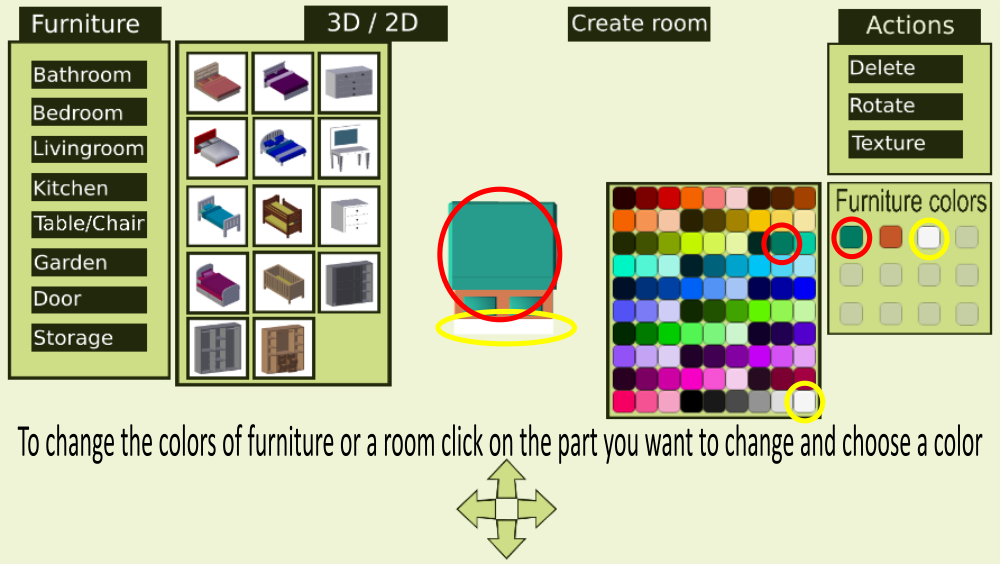 Furniture
3D / 2D
Create room
Actions
Bathroom
Bedroom
Livingroom
Kitchen
Table/Chair
Garden
Door
Storage
Delete
Rotate
Texture
Furniture colors
To change the colors of furniture or a room click on the part you want to change and choose a color